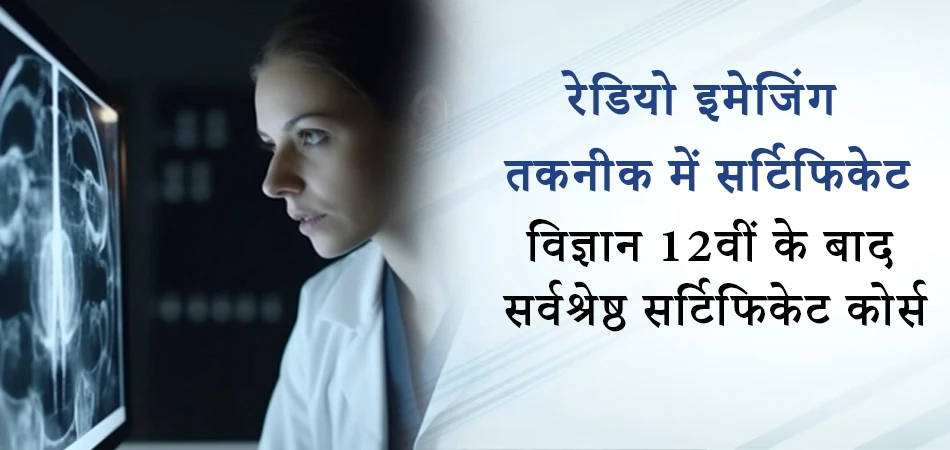 रेडियो इमेजिंग
तकनीक में सर्टिफिकेट
विज्ञान 12वीं के बाद
सर्वश्रेष्ठ सर्टिफिकेट कोर्स